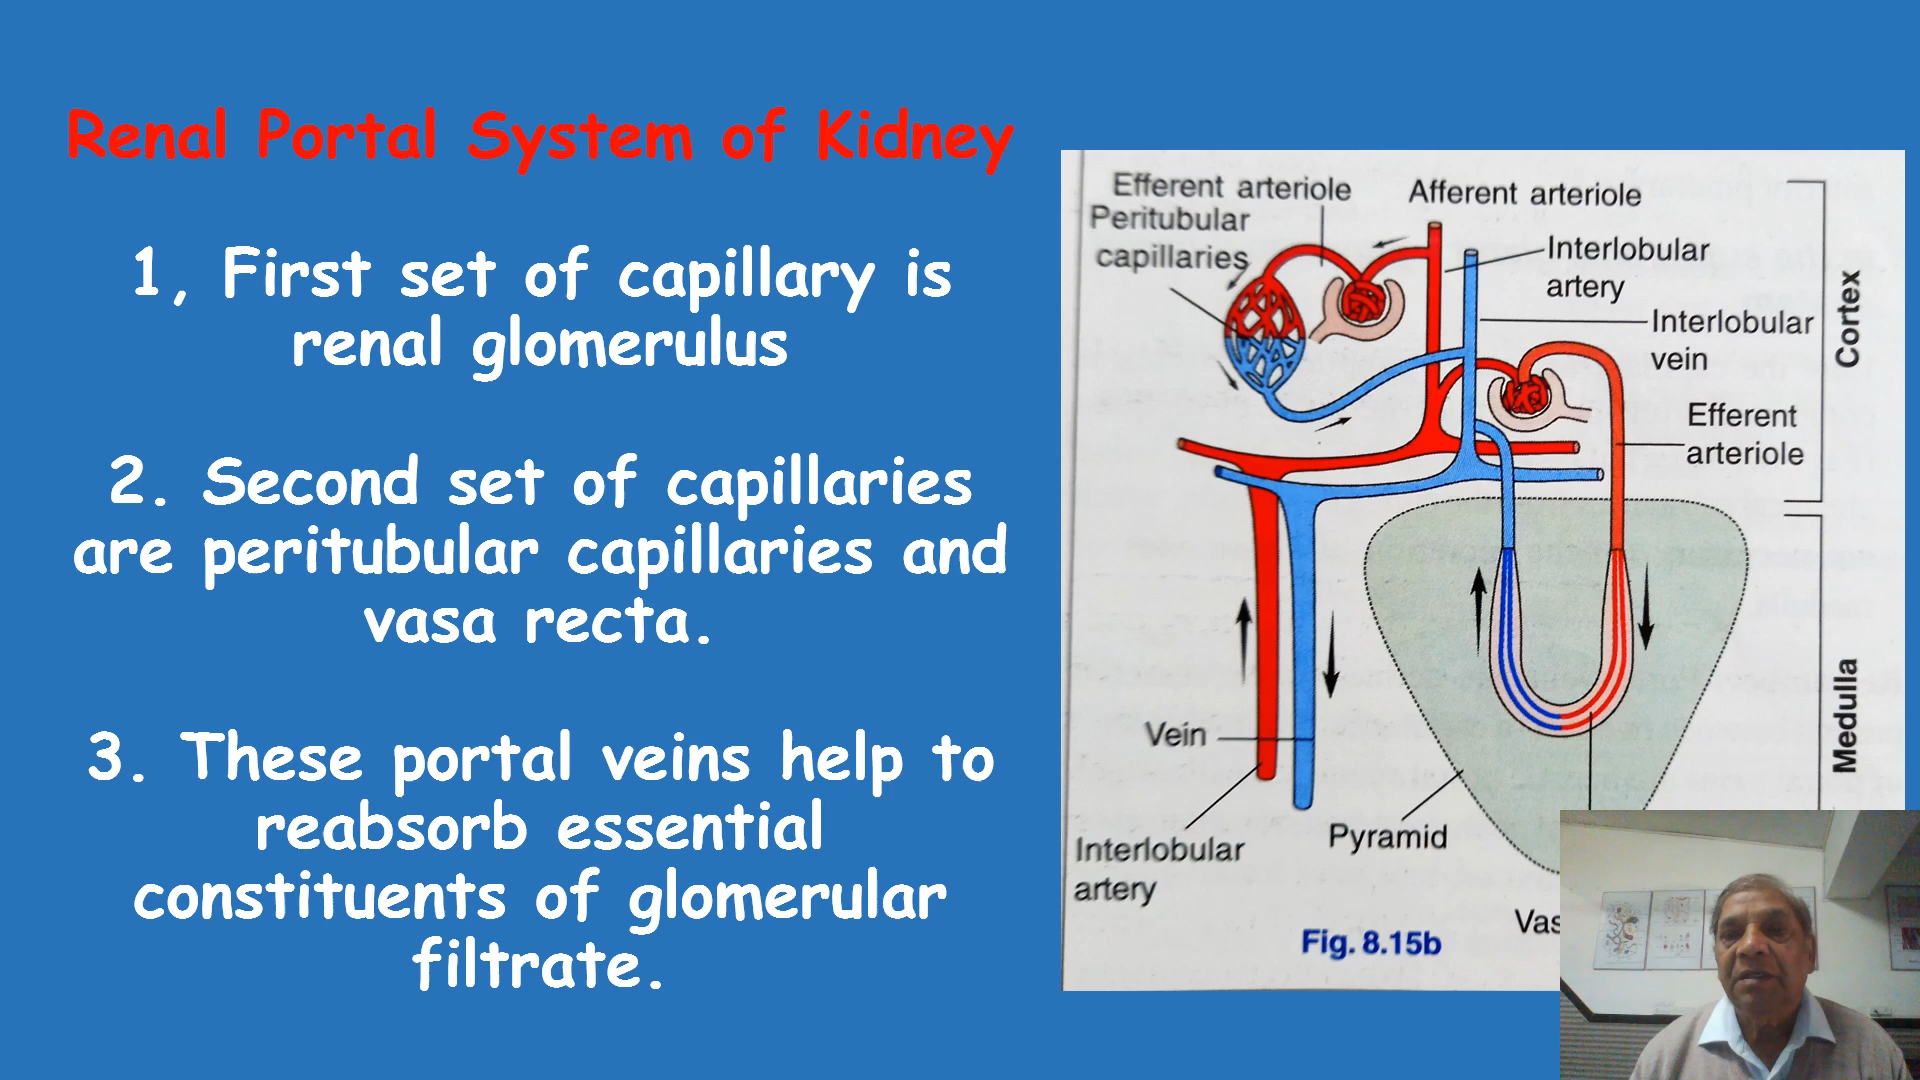 Renal Portal System of Kidney
1, First set of capillary is
renal glomerulus
2. Second set of capillaries
are peritubular capillaries and
vasa recta.
3. These portal veins help to
reabsorb essential
constituents of glomerular
filtrate.
Efferent arteriole
Afferent arteriole
Peritubular
capillaries
Interlobular
artery
Interlobular
vein
Cortex
Efferent
arteriole
Medulla
Vein
Pyramid
Interlobular
artery
Vas
Fig. 8.15b